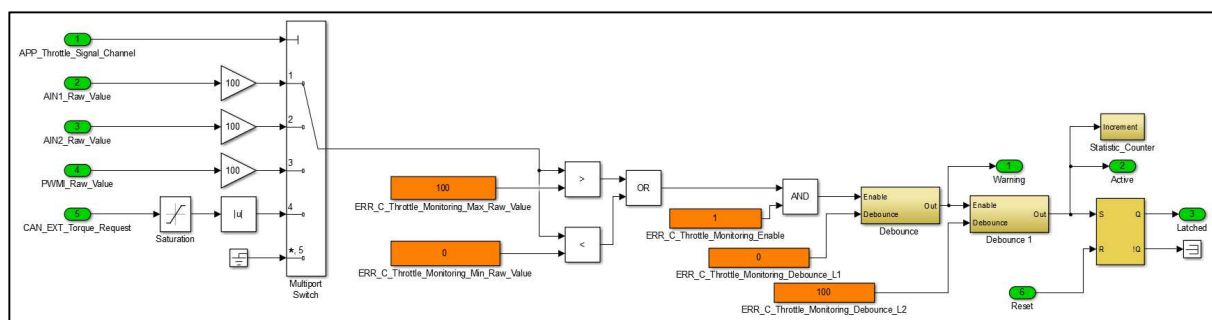 1
APP_Throttle_Signal_Channel
2
AIN1_Raw_Value
100
1
3
AIN2_Raw_Value
100
2
4
PWMI_Raw_Value
100
3
5
CAN_EXT_Torque_Request
Saturation
|u|
4
*, 5
Multiport
Switch
100
ERR_C_Throttle_Monitoring_Max_Raw_Value
0
ERR_C_Throttle_Monitoring_Min_Raw_Value
>
<
OR
1
ERR_C_Throttle_Monitoring_Enable
AND
0
ERR_C_Throttle_Monitoring_Debounce_L1
100
ERR_C_Throttle_Monitoring_Debounce_L2
Enable
Out
Debounce
Debounce
1
Warning
Enable
Out
Debounce
Debounce 1
Increment
Statistic_Counter
2
Active
S
Q
R
!Q
3
Latched
6
Reset